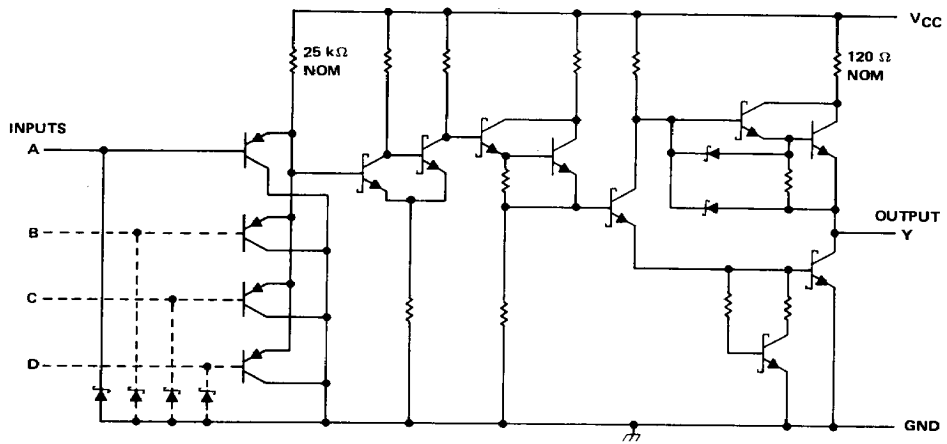 VCC
25 kΩ
NOM
120 Ω
NOM
INPUTS
A
B
OUTPUT
Y
C
D
GND